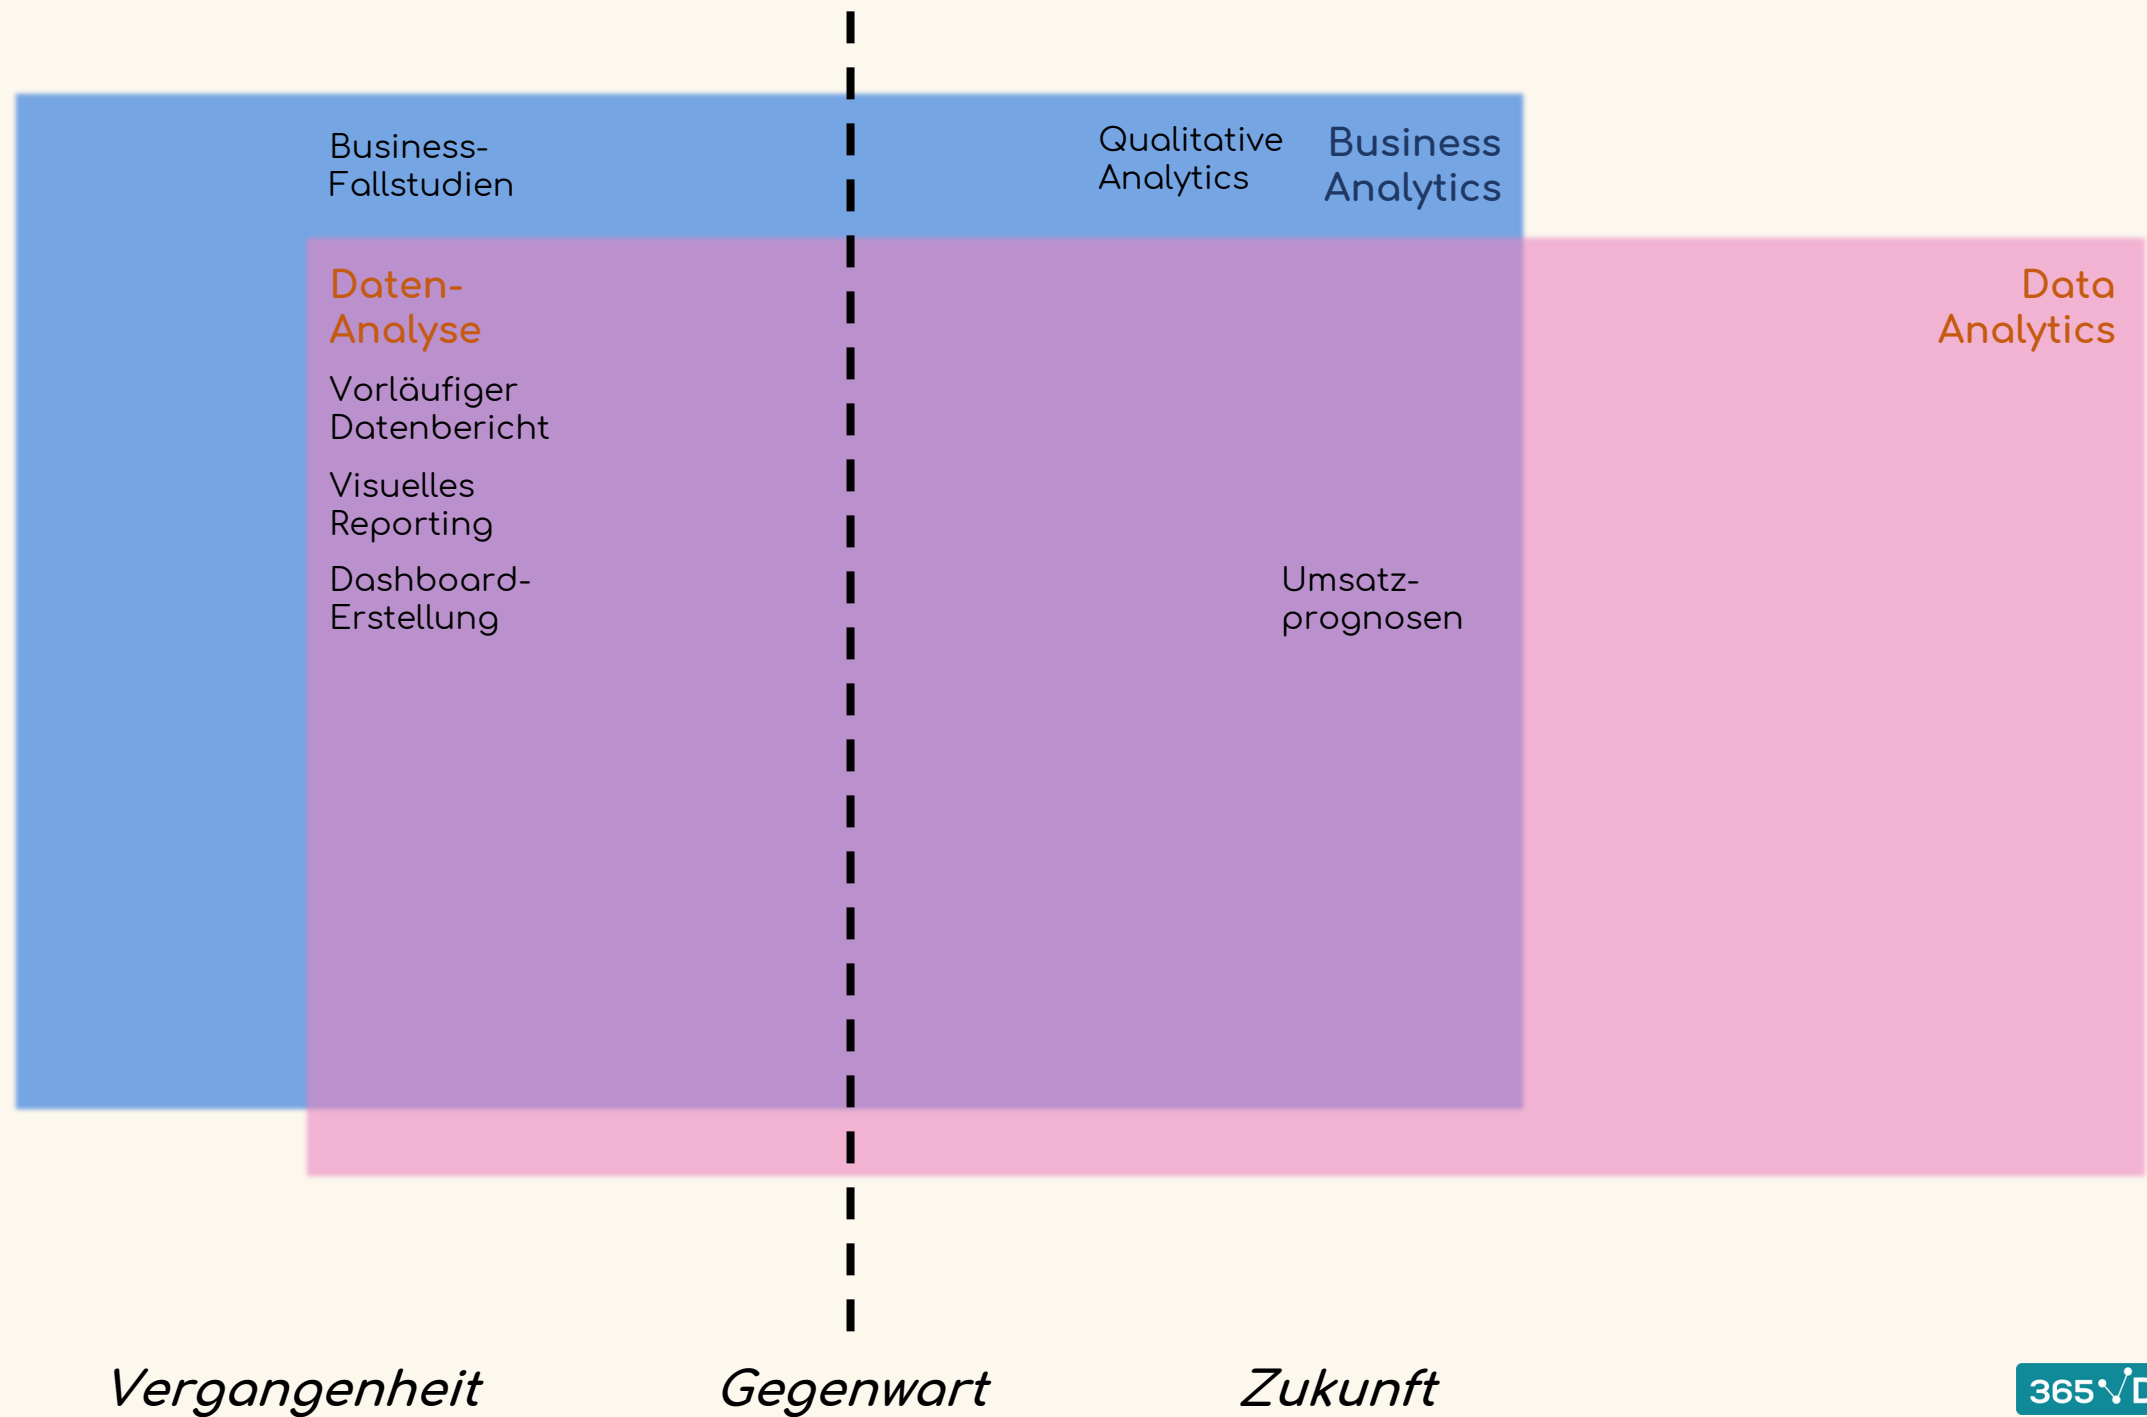 Business-
Fallstudien
Qualitative
Analytics
Business
Analytics
Daten-
Analyse
Data
Analytics
Vorläufiger
Datenbericht
Visuelles
Reporting
Dashboard-
Erstellung
Umsatz-
prognosen
Vergangenheit
Gegenwart
Zukunft
365 D